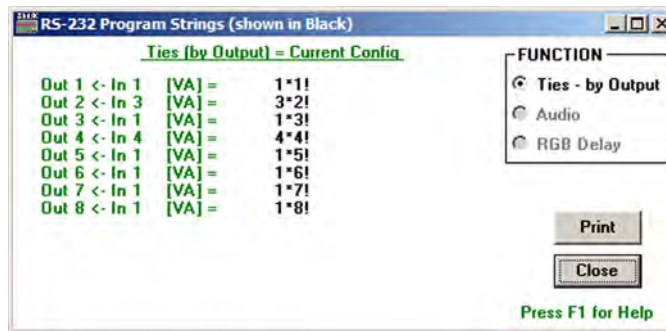 RS-232 Program Strings (shown in Black)
Ties (by Output) = Current Config
Out 1 <- In 1 [VA] = 1*1!
Out 2 <- In 3 [VA] = 3*2!
Out 3 <- In 1 [VA] = 1*3!
Out 4 <- In 4 [VA] = 4*4!
Out 5 <- In 1 [VA] = 1*5!
Out 6 <- In 1 [VA] = 1*6!
Out 7 <- In 1 [VA] = 1*7!
Out 8 <- In 1 [VA] = 1*8!
FUNCTION
Ties - by Output
Audio
RGB Delay
Print
Close
Press F1 for Help